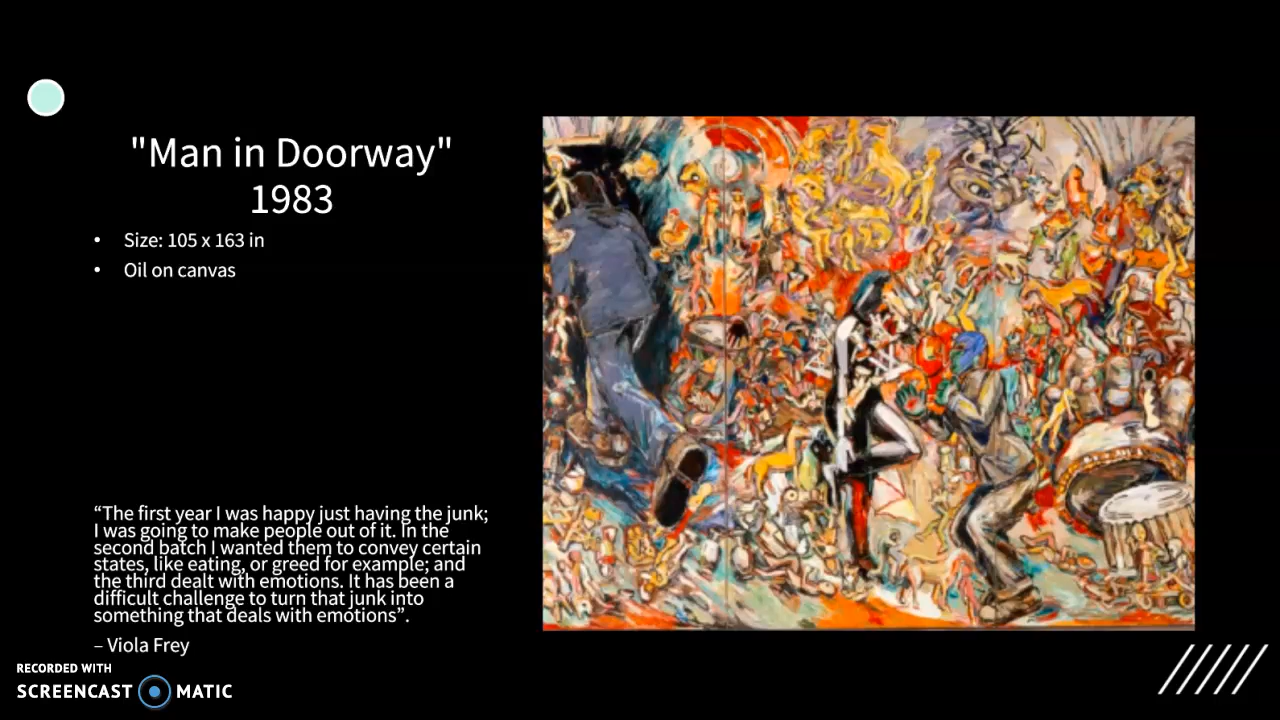 "Man in Doorway"
1983
• Size: 105 x 163 in
• Oil on canvas
“The first year I was happy just having the junk;
I was going to make people out of it. In the
second batch I wanted them to convey certain
states, like eating, or greed for example; and
the third dealt with emotions. It has been a
difficult challenge to turn that junk into
something that deals with emotions”.
– Viola Frey
RECORDED WITH
SCREENCAST MATIC